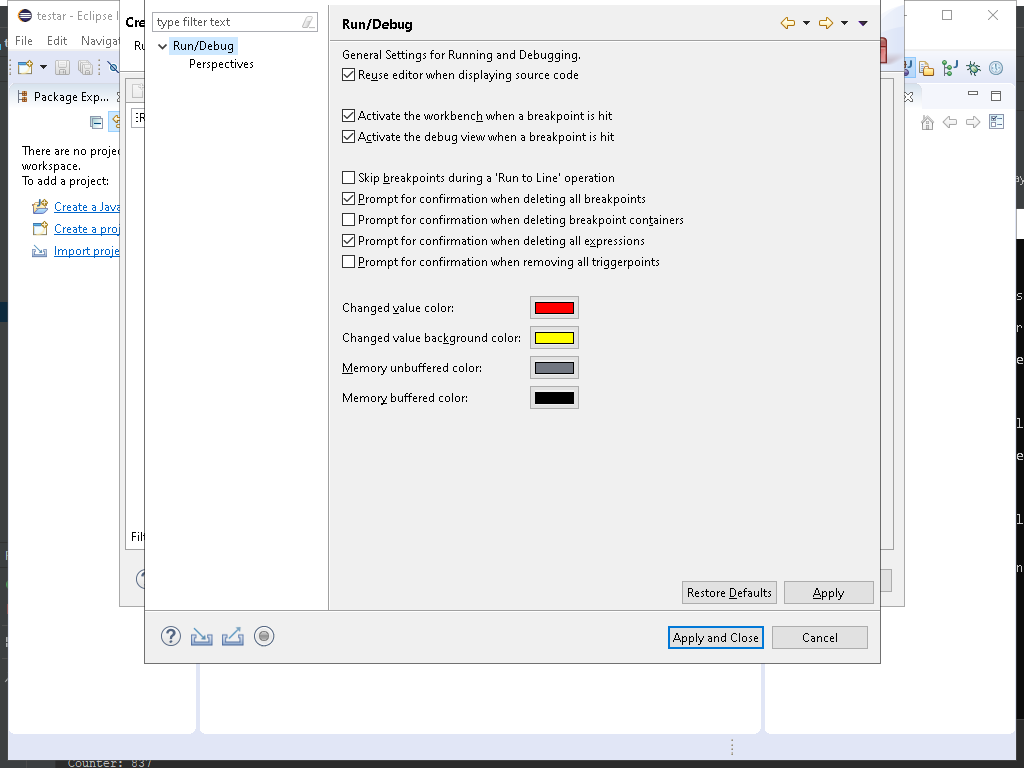 testar - Eclipse I
File Edit Naviga
Package Exp...
There are no proje
workspace.
To add a project:
Create a Java
Create a proj
Import proje
Cre
Ru
Filt
type filter text
Run/Debug
Perspectives
Run/Debug
General Settings for Running and Debugging.
Reuse editor when displaying source code
Activate the workbench when a breakpoint is hit
Activate the debug view when a breakpoint is hit
Skip breakpoints during a 'Run to Line' operation
Prompt for confirmation when deleting all breakpoints
Prompt for confirmation when deleting breakpoint containers
Prompt for confirmation when deleting all expressions
Prompt for confirmation when removing all triggerpoints
Changed value color:
Changed value background color:
Memory unbuffered color:
Memory buffered color:
Restore Defaults
Apply
Apply and Close
Cancel
Counter: 837